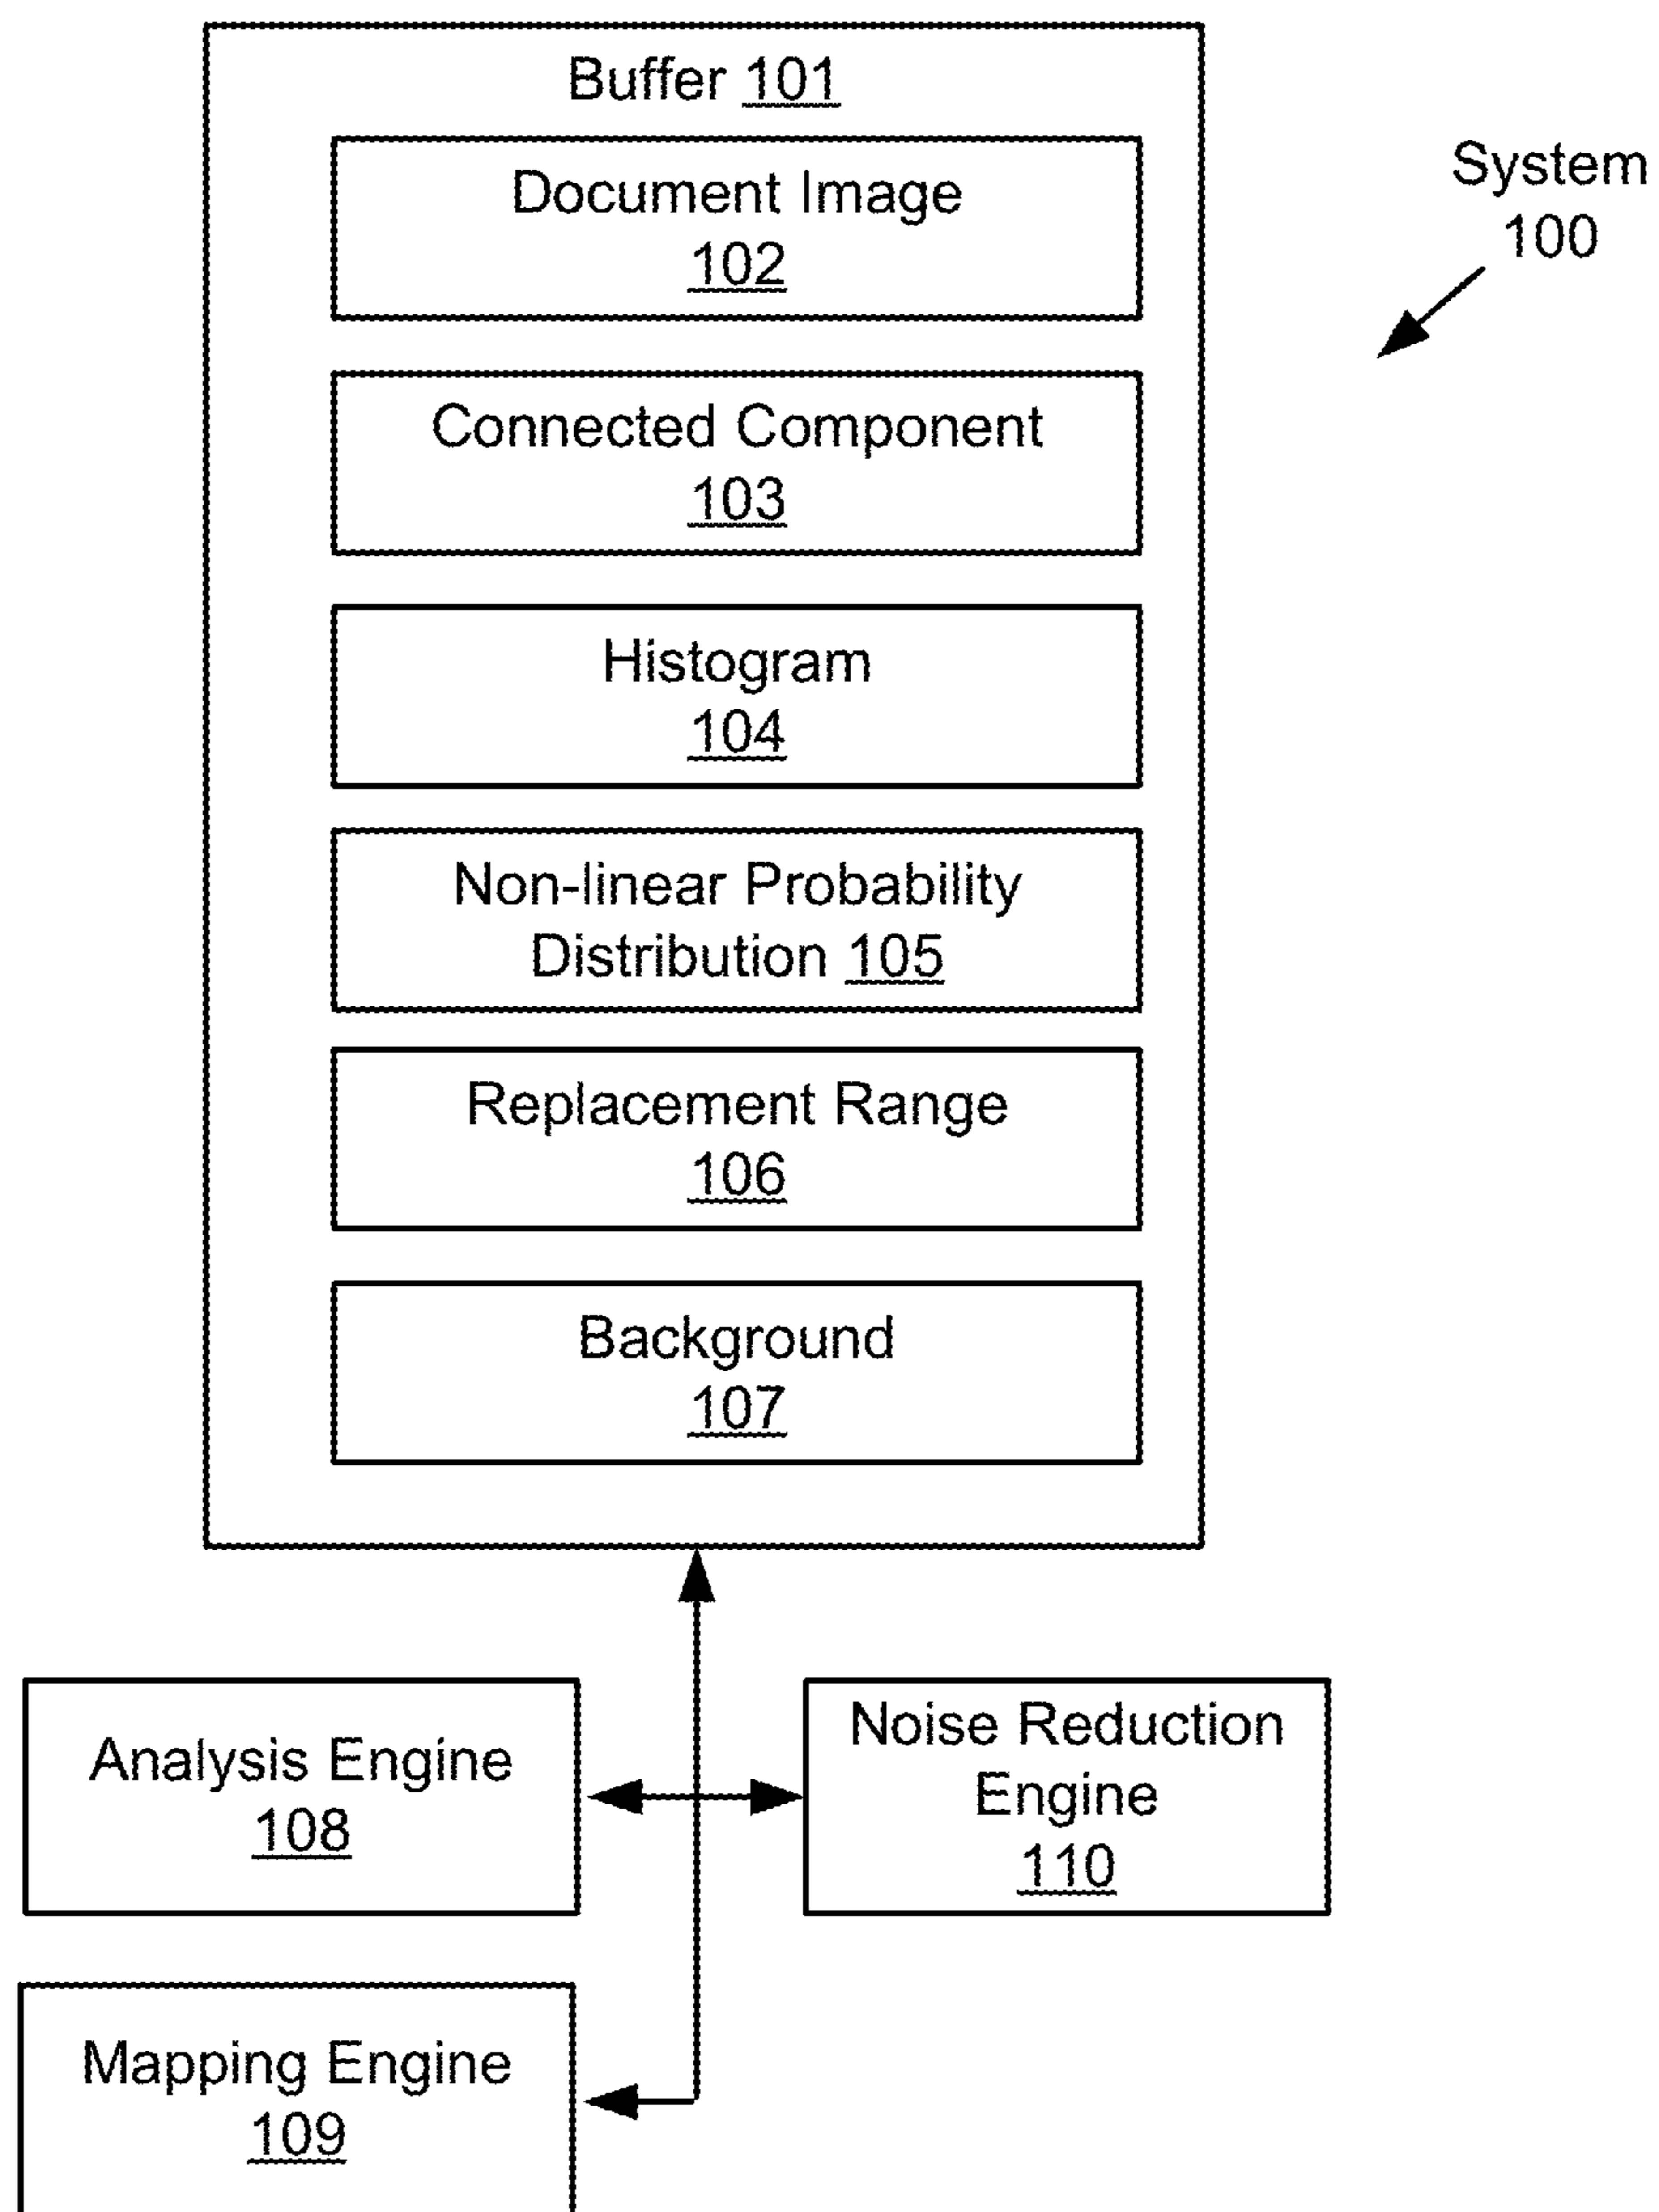 Buffer 101
Document Image
102
System
100
Connected Component
103
Histogram
104
Non-linear Probability
Distribution 105
Replacement Range
106
Background
107
Analysis Engine
108
Noise Reduction
Engine
110
Mapping Engine
109